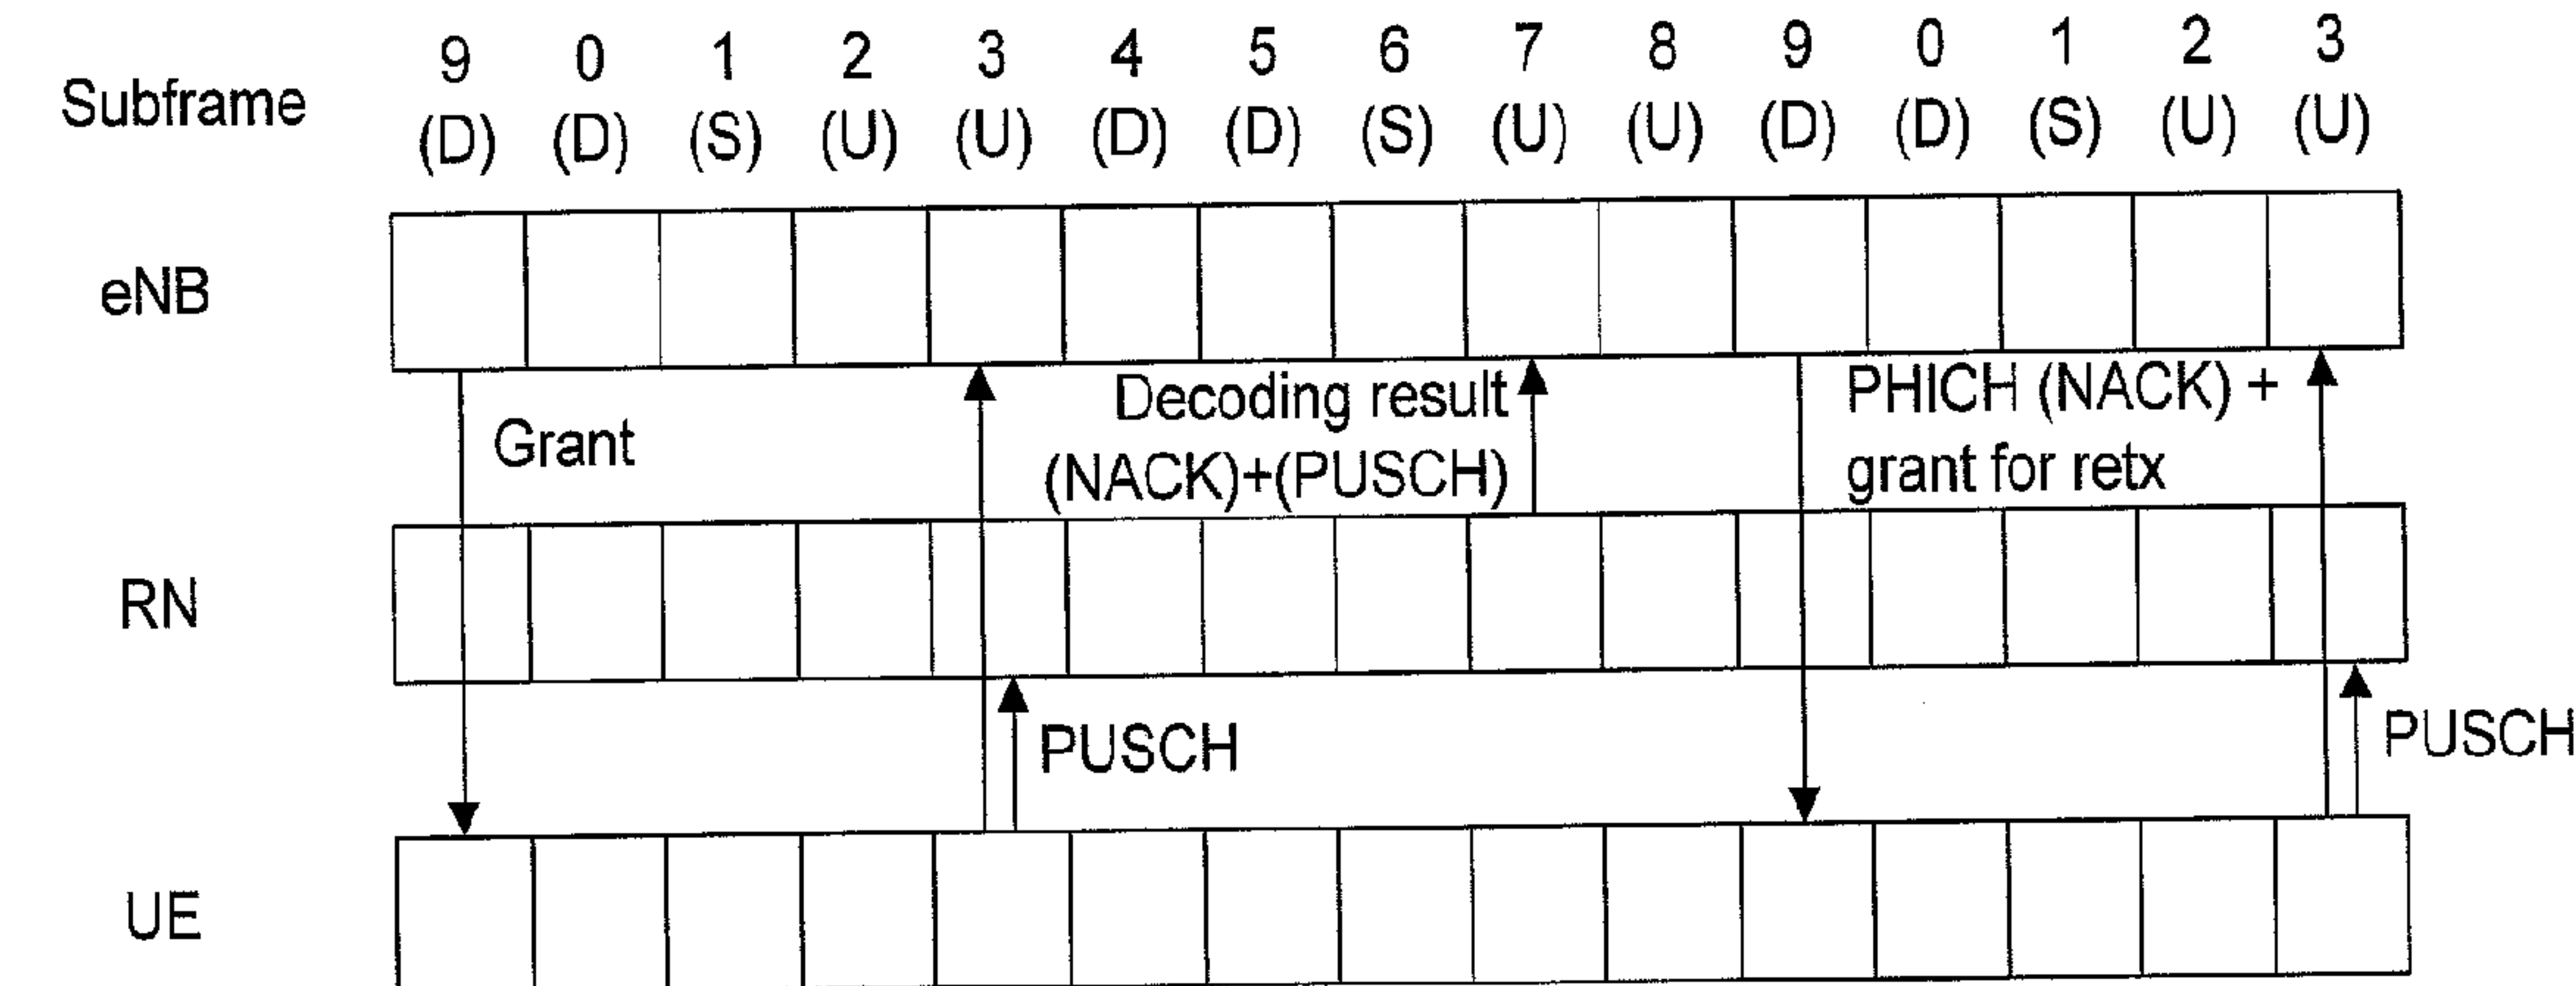 Subframe
9 0 1 2 3 4 5 6 7 8 9 0 1 2 3
(D) (D) (S) (U) (U) (D) (D) (S) (U) (U) (D) (D) (S) (U) (U)
eNB
Grant
Decoding result
(NACK)+(PUSCH)
PHICH (NACK) +
grant for retx
RN
PUSCH
PUSCH
UE